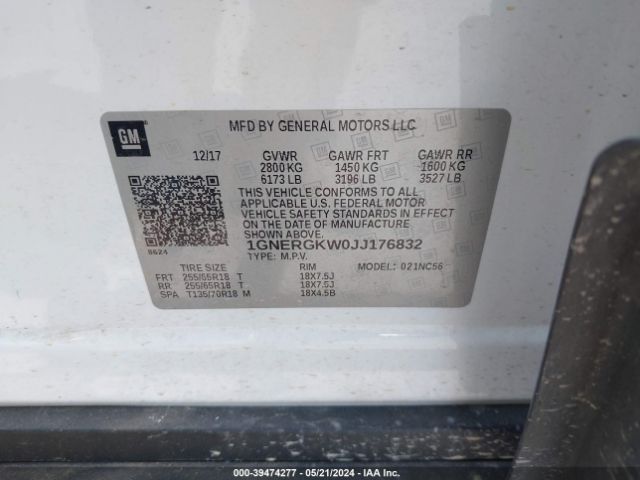 GM
MFD BY GENERAL MOTORS LLC
12/17 GVWR GAWR FRT GAWR RR
2800 KG 1450 KG 1600 KG
6173 LB 3196 LB 3527 LB
THIS VEHICLE CONFORMS TO ALL
APPLICABLE U.S. FEDERAL MOTOR
VEHICLE SAFETY STANDARDS IN EFFECT
ON THE DATE OF MANUFACTURE
SHOWN ABOVE.
1GNERGKW0JJ176832
6624
TYPE: M.P.V.
TIRE SIZE RIM MODEL: 021NC56
FRT 255/65R18 T 18X7.5J
RR 255/65R18 T 18X7.5J
SPA T135/70R18 M 18X4.5B
000-39474277 - 05/21/2024 - IAA Inc.